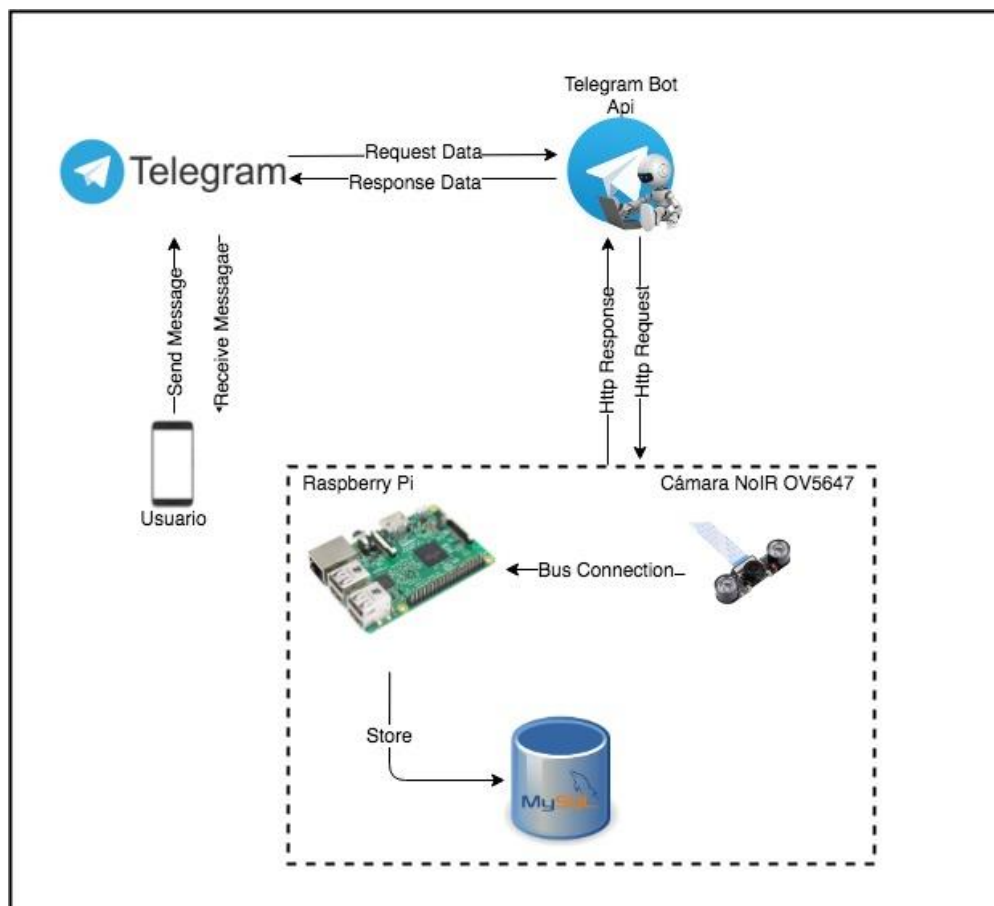 Telegram Bot
Api
Telegram
Request Data
Response Data
Send Message
Receive Messagae
Http Response
Http Request
Usuario
Raspberry Pi
Cámara NoIR OV5647
Bus Connection
Store
MySQL